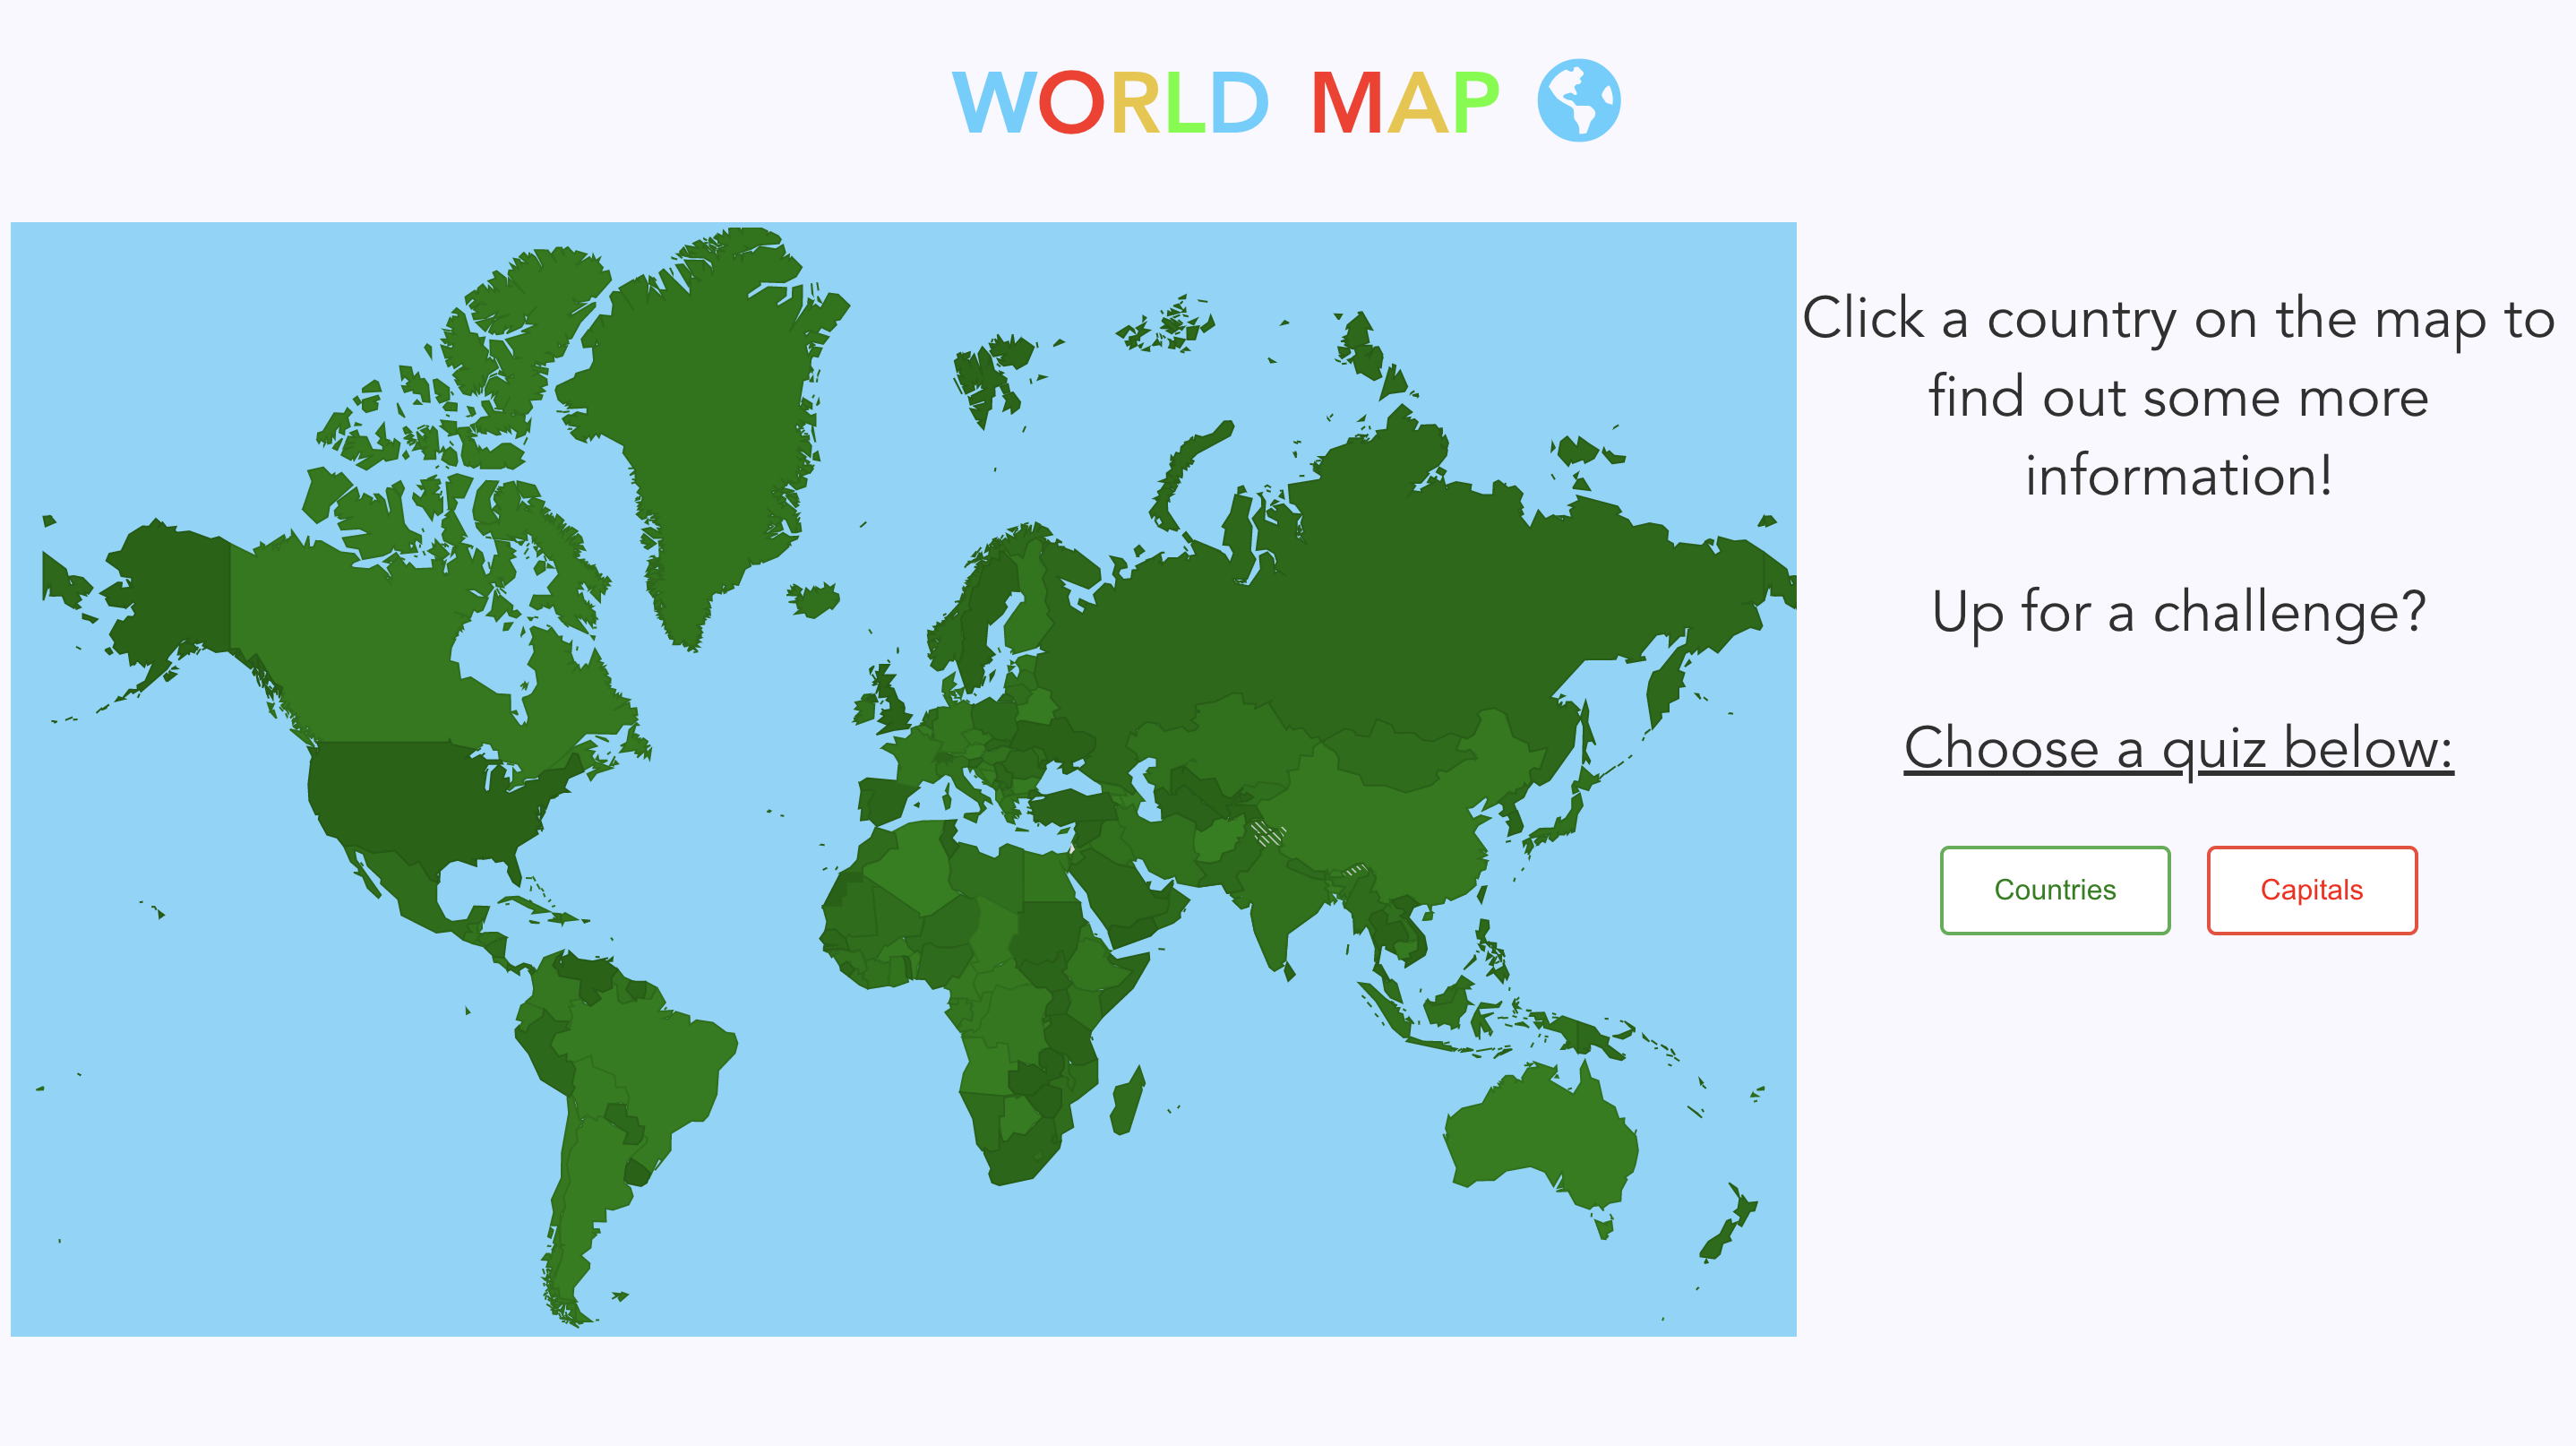 WORLD MAP
Click a country on the map to
find out some more
information!
Up for a challenge?
Choose a quiz below:
Countries
Capitals